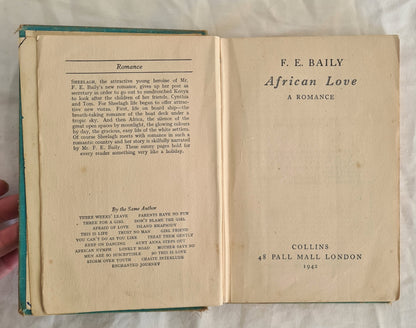 Romance
SHEELAGH, the attractive young heroine of Mr.
F. E. Baily's new romance, gives up her post as
secretary in order to go out to sundrenched Kenya
to look after the children of her friends, Cynthia
and Tom. For Sheelagh life began to offer attrac-
tive vistas. First, life on board ship—the
breath-taking romance of the boat deck under a
tropic sky. And then Africa, the silence of the
great open spaces by moonlight, the glowing colours
by day, the gracious, easy life of the white settlers.
Of course Sheelagh meets with romance in such a
romantic country and her story is skilfully narrated
by Mr. F. E. Baily. These sunny pages hold for
every reader something very like a holiday.
By the Same Author
THREE WEEKS' LEAVE PARENTS HAVE NO FUN
THREE FOR A GIRL DON'T BLAME THE GIRL
AFRAID OF LOVE ISLAND RHAPSODY
THIS IS LIFE TRUST NO MAN GIRL FRIEND
YOU CAN'T DO AS YOU LIKE TREAT THEM GENTLY
KEEP ON DANCING AUNT ANNA STEPS OUT
AFRICAN NYMPH LONELY ROAD MOTHER SAYS NO
MEN ARE SO SUSCEPTIBLE SO THIS IS LOVE
STORM OVER YOUTH CHASTE INTERLUDE
ENCHANTED JOURNEY
F. E. BAILY
African Love
A ROMANCE
COLLINS
48 PALL MALL LONDON
1942